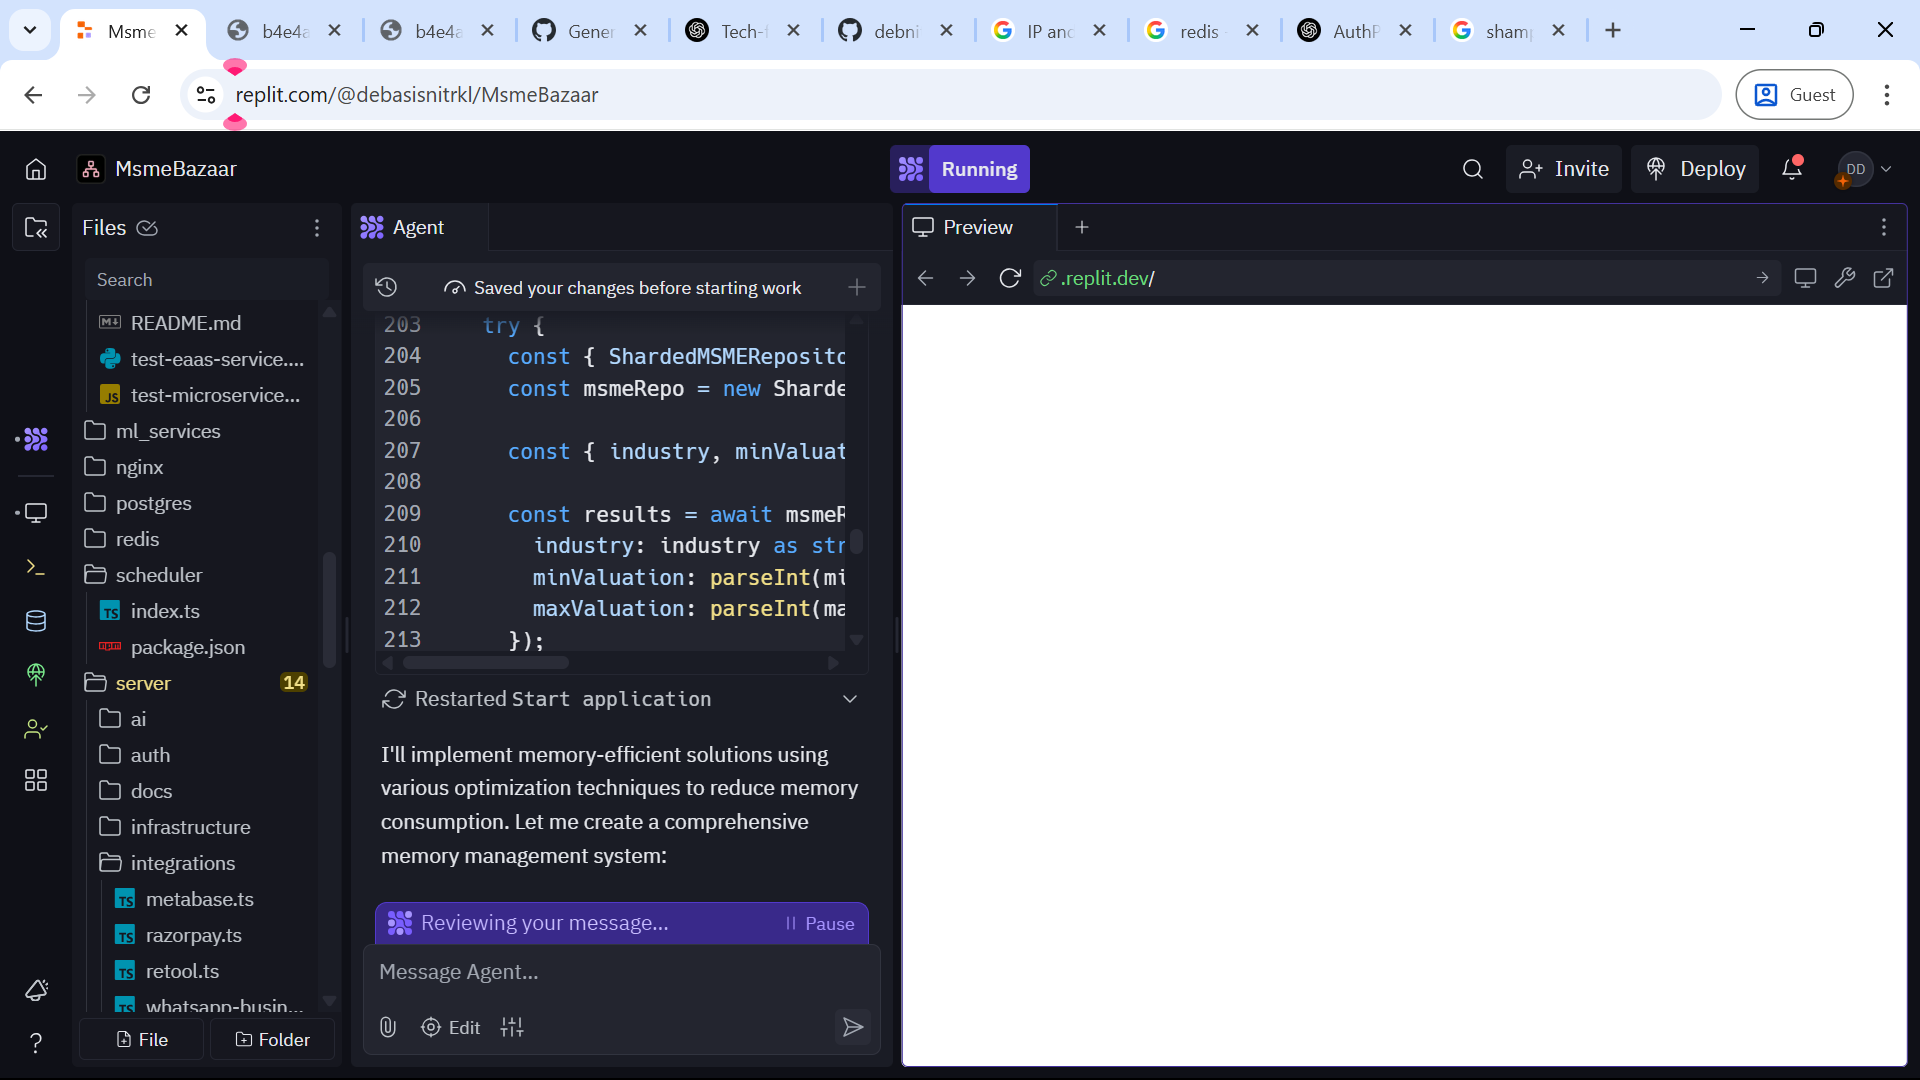 Msme
b4e4a
b4e4a
Gener
Tech-
debni
IP and
redis
AuthP
sham
replit.com/@debasisnitrkl/MsmeBazaar
Guest
MsmeBazaar
Running
Invite
Deploy
DD
Files
Search
README.md
test-eaas-service....
test-microservice...
ml_services
nginx
postgres
redis
scheduler
index.ts
package.json
server 14
ai
auth
docs
infrastructure
integrations
metabase.ts
razorpay.ts
retool.ts
whatsapp-busin...
File
Folder
Agent
Saved your changes before starting work
203 try {
204 const { ShardedMSMEReposito
205 const msmeRepo = new Sharde
206
207 const { industry, minValuat
208
209 const results = await msmeR
210 industry: industry as str
211 minValuation: parseInt(mi
212 maxValuation: parseInt(ma
213 });
Restarted Start application
I'll implement memory-efficient solutions using
various optimization techniques to reduce memory
consumption. Let me create a comprehensive
memory management system:
Reviewing your message...
Pause
Message Agent...
Edit
Preview
.replit.dev/